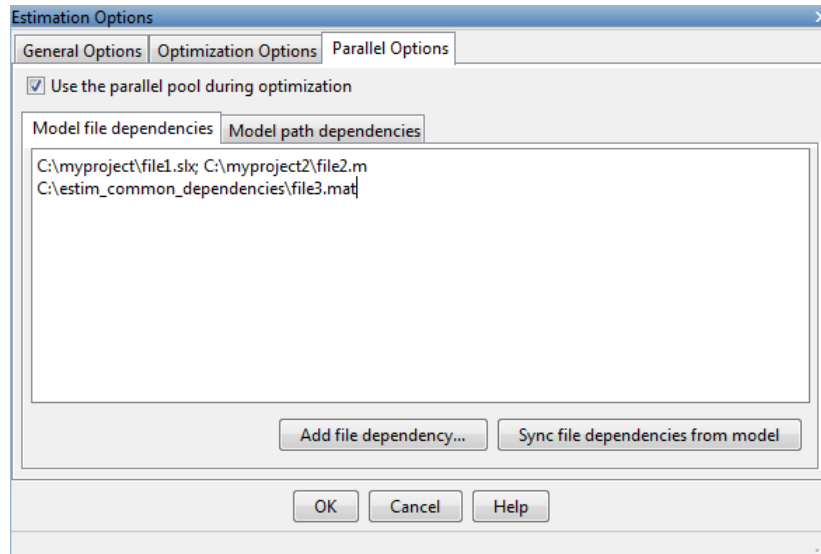 Estimation Options
General Options Optimization Options Parallel Options
Use the parallel pool during optimization
Model file dependencies Model path dependencies
C:\myproject\file1.slx; C:\myproject2\file2.m
C:\estim_common_dependencies\file3.mat
Add file dependency... Sync file dependencies from model
OK Cancel Help